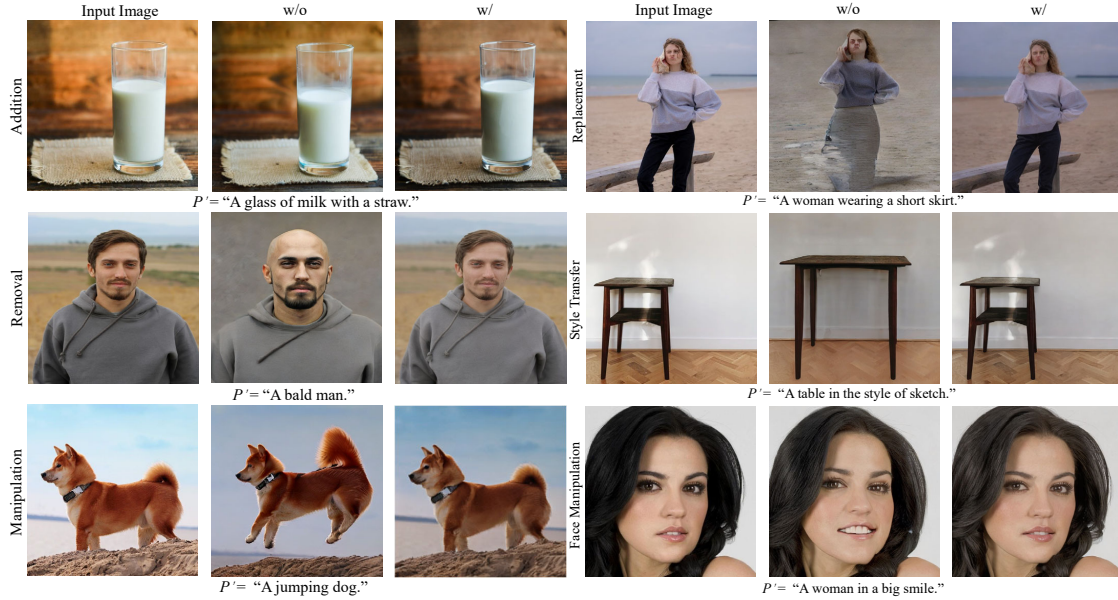 Input Image w/o w/ Input Image w/o w/
Addition
Replacement
P′= “A glass of milk with a straw.”
P′= “A woman wearing a short skirt.”
Removal
Style Transfer
P′= “A bald man.”
P′= “A table in the style of sketch.”
Manipulation
Face Manipulation
P′= “A jumping dog.”
P′= “A woman in a big smile.”